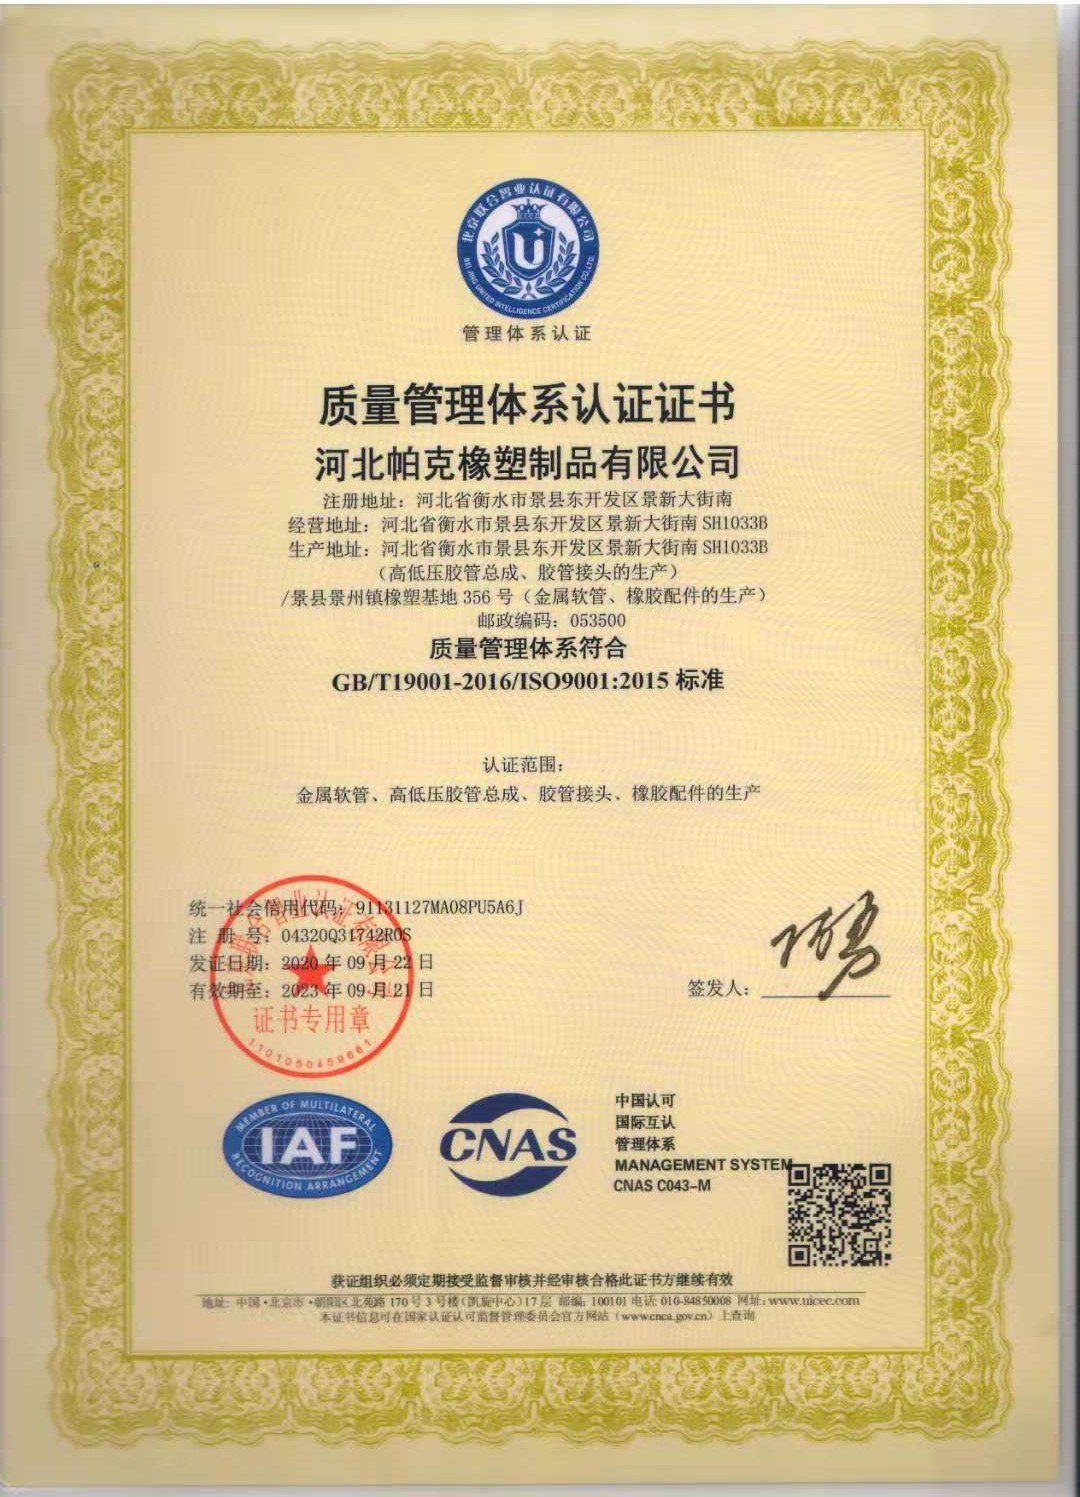 北京联合智业认证有限公司
BEI JING UNITED INTELLIGENCE CERTIFICATION CO.,LTD.
U
管理体系认证
质量管理体系认证证书
河北帕克橡塑制品有限公司
注册地址：河北省衡水市景县东开发区景新大街南
经营地址：河北省衡水市景县东开发区景新大街南 SH1033B
生产地址：河北省衡水市景县东开发区景新大街南 SH1033B
（高低压胶管总成、胶管接头的生产）
/景县景州镇橡塑基地 356 号（金属软管、橡胶配件的生产）
邮政编码：053500
质量管理体系符合
GB/T19001-2016/ISO9001:2015 标准
认证范围：
金属软管、高低压胶管总成、胶管接头、橡胶配件的生产
统一社会信用代码：91131127MA08PU5A6J
注 册 号：04320Q31742R0S
发证日期：2020 年 09 月 22 日
有效期至：2023 年 09 月 21 日
签发人：
证书专用章
1101050459661
MEMBER OF MULTILATERAL
IAF
RECOGNITION ARRANGEMENT
CNAS
中国认可
国际互认
管理体系
MANAGEMENT SYSTEM
CNAS C043-M
获证组织必须定期接受监督审核并经审核合格此证书方继续有效
地址：中国·北京市·朝阳区北苑路 170 号 3 号楼（凯旋中心）17 层 邮编：100101 电话：010-84850008 网址：www.uicec.com
本证书信息可在国家认证认可监督管理委员会官方网站（www.cnca.gov.cn）上查询